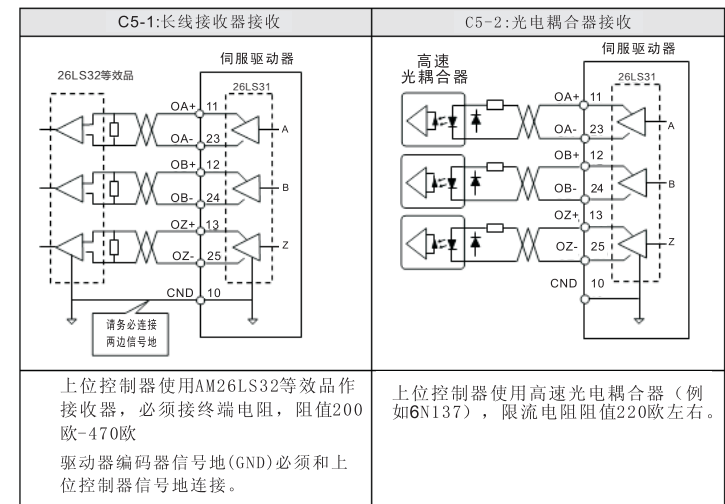 C5-1:长线接收器接收
C5-2:光电耦合器接收
伺服驱动器
26LS32等效品
26LS31
OA+ 11
A
OA- 23
OB+ 12
B
OB- 24
OZ+ 13
Z
OZ- 25
CND 10
请务必连接
两边信号地
伺服驱动器
高速
光耦合器
26LS31
OA+ 11
A
OA- 23
OB+ 12
B
OB- 24
OZ+ 13
Z
OZ- 25
CND 10
上位控制器使用AM26LS32等效品作
接收器，必须接终端电阻，阻值200
欧-470欧
驱动器编码器信号地(GND)必须和上
位控制器信号地连接。
上位控制器使用高速光电耦合器（例
如6N137），限流电阻阻值220欧左右。